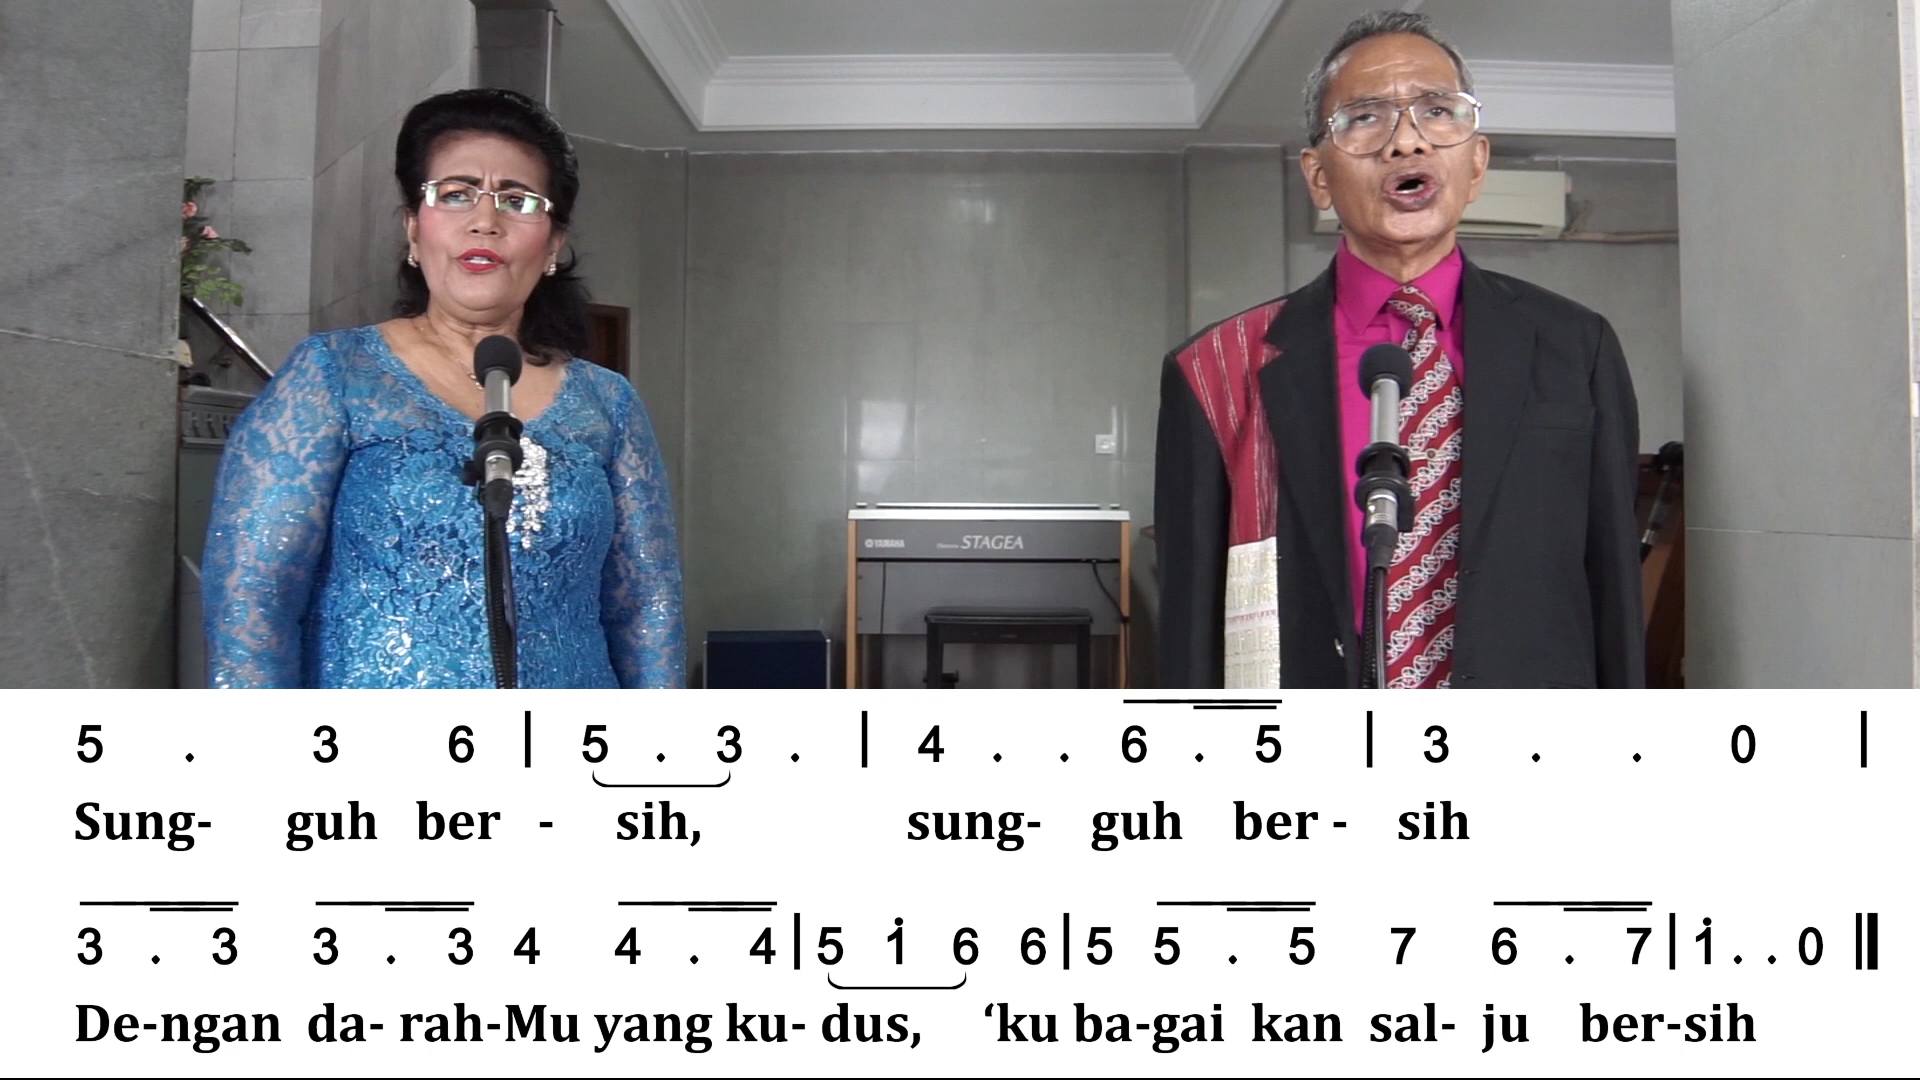 YAMAHA STAGEA
5 . 3 6 | 5 . 3 . | 4 . . 6 . 5 | 3 . . 0 |
Sung- guh ber - sih, sung- guh ber - sih
3 . 3 3 . 3 4 4 . 4 | 5 i 6 6 | 5 5 . 5 7 6 . 7 | i . . 0 ||
De-ngan da- rah-Mu yang ku- dus, ‘ku ba-gai kan sal- ju ber-sih